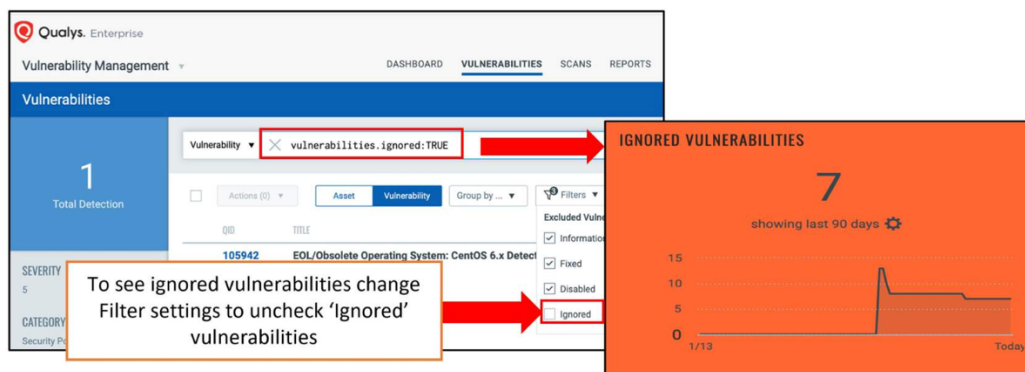 Qualys. Enterprise
Vulnerability Management
DASHBOARD VULNERABILITIES SCANS REPORTS
Vulnerabilities
1
Total Detection
Vulnerability vulnerabilities.ignored:TRUE
Actions (0) Asset Vulnerability Group by ... 3 Filters
Excluded Vulne
QID TITLE
Information
105942 EOL/Obsolete Operating System: CentOS 6.x Detect
Fixed
Disabled
Ignored
SEVERITY
5
CATEGORY
Security Po
To see ignored vulnerabilities change
Filter settings to uncheck ‘Ignored’
vulnerabilities
IGNORED VULNERABILITIES
7
showing last 90 days
15
10
5
0
1/13 Today